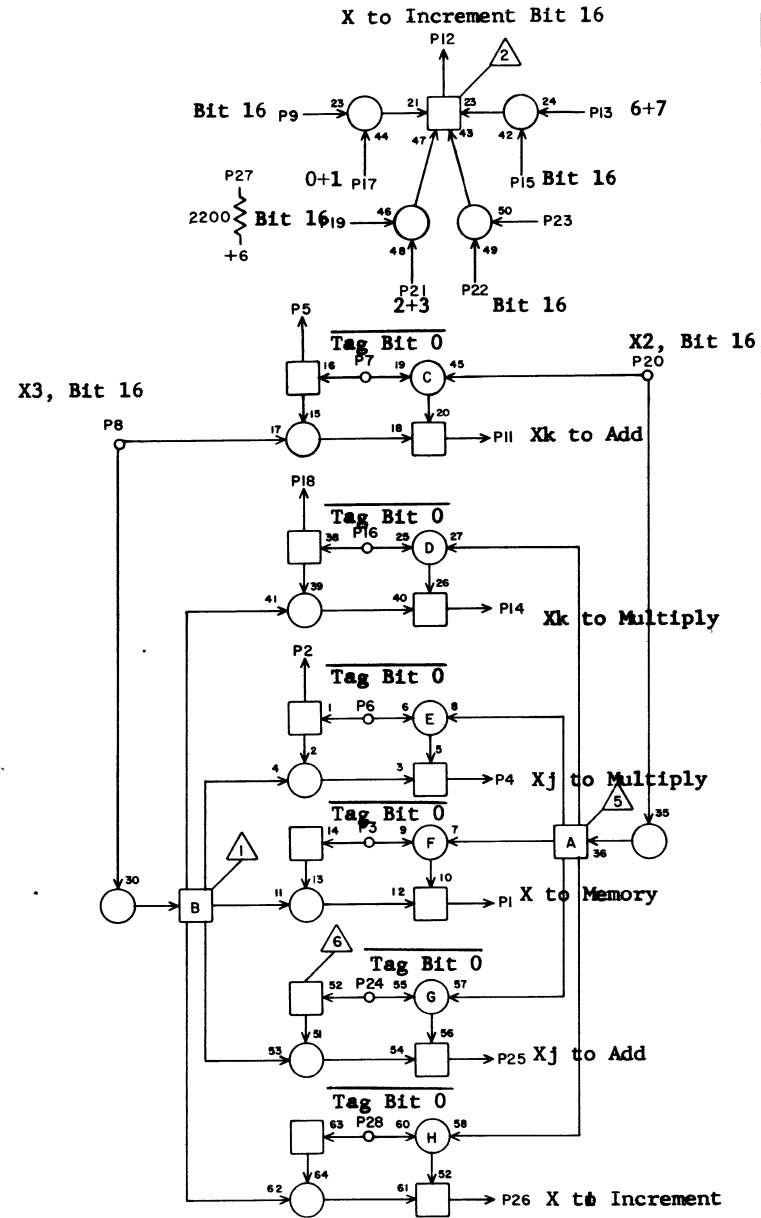 X to Increment Bit 16
P12
2
Bit 16 P9 23 21 23 24 P13 6+7
44 47 43 42
0+1 P17 P15 Bit 16
P27
2200 Bit 16 P19 46 50 P23
+6
48 49
P21 P22
2+3 Bit 16
P5
Tag Bit 0 X2, Bit 16
16 P7 19 C 45 P20
X3, Bit 16
15 20
P8 17 18 P11 Xk to Add
P18
Tag Bit 0
38 P16 25 D 27
39 26
41 40 P14 Xk to Multiply
P2
Tag Bit 0
1 P6 6 E 8
2 5
4 3 P4 Xj to Multiply
Tag Bit 0 5
14 P3 9 F 7 A 36 35
1
13 10
30 B 11 12 P1 X to Memory
6
Tag Bit 0
52 P24 55 G 57
51 56
53 54 P25 Xj to Add
Tag Bit 0
63 P28 60 H 58
64 52
62 61 P26 X to Increment